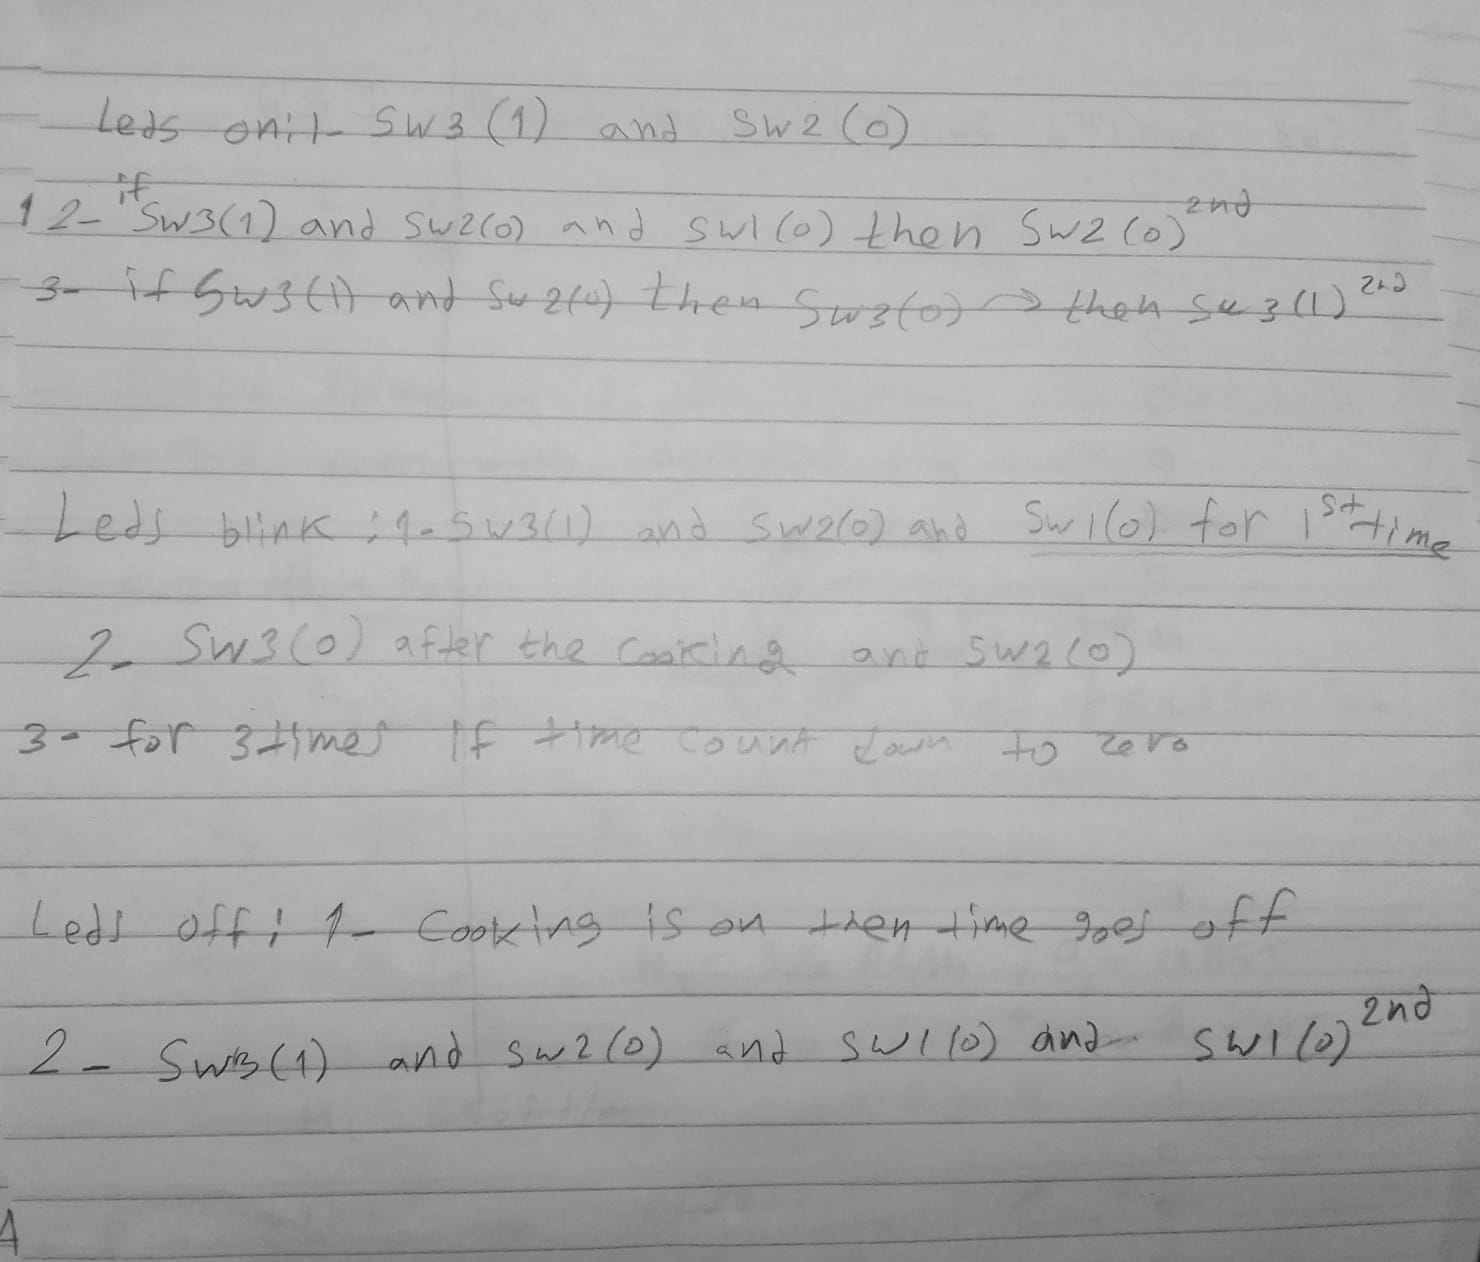 Leds on:1- SW3 (1) and SW2 (0)
1 2- if SW3(1) and SW2(0) and SW1(0) then SW2(0) 2nd
3- if SW3(1) and SW2(0) then SW3(0) → then SW3(1) 2nd
Leds blink : 1- SW3(1) and SW2(0) and SW1(0) for 1st time
2- SW3(0) after the cooking and SW2(0)
3- for 3 times if time count down to zero
Leds off : 1- Cooking is on then time goes off
2- SW3(1) and SW2(0) and SW1(0) and SW1(0) 2nd
A